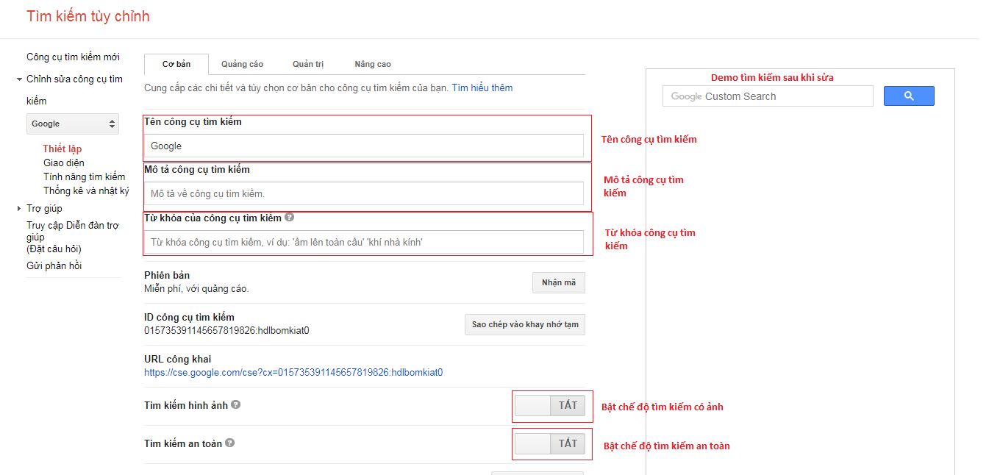 Tìm kiếm tùy chỉnh
Công cụ tìm kiếm mới
Chỉnh sửa công cụ tìm
kiếm
Google
Thiết lập
Giao diện
Tính năng tìm kiếm
Thống kê và nhật ký
Trợ giúp
Truy cập Diễn đàn trợ
giúp
(Đặt câu hỏi)
Gửi phản hồi
Cơ bản
Quảng cáo
Quản trị
Nâng cao
Cung cấp các chi tiết và tùy chọn cơ bản cho công cụ tìm kiếm của bạn. Tìm hiểu thêm
Tên công cụ tìm kiếm
Google
Tên công cụ tìm kiếm
Mô tả công cụ tìm kiếm
Mô tả về công cụ tìm kiếm.
Mô tả công cụ tìm
kiếm
Từ khóa của công cụ tìm kiếm ?
Từ khóa công cụ tìm kiếm, ví dụ: 'ấm lên toàn cầu' 'khí nhà kính'
Từ khóa công cụ tìm
kiếm
Phiên bản
Miễn phí, với quảng cáo.
Nhận mã
ID công cụ tìm kiếm
015735391145657819826:hdlbomkiat0
Sao chép vào khay nhớ tạm
URL công khai
https://cse.google.com/cse?cx=015735391145657819826:hdlbomkiat0
Tìm kiếm hình ảnh ?
TẮT
Bật chế độ tìm kiếm có ảnh
Tìm kiếm an toàn ?
TẮT
Bật chế độ tìm kiếm an toàn
Demo tìm kiếm sau khi sửa
Google Custom Search